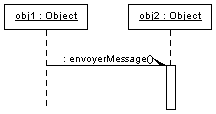 obj1 : Object
obj2 : Object
: envoyerMessage()